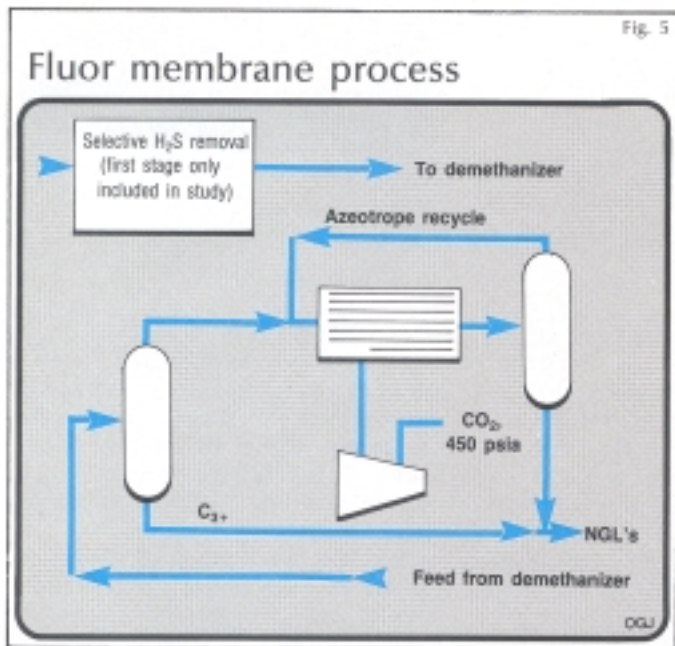 Fig. 5
Fluor membrane process
Selective H₂S removal
(first stage only
included in study)
To demethanizer
Azeotrope recycle
CO₂,
450 psia
C₃₊
NGL's
Feed from demethanizer
OGJ